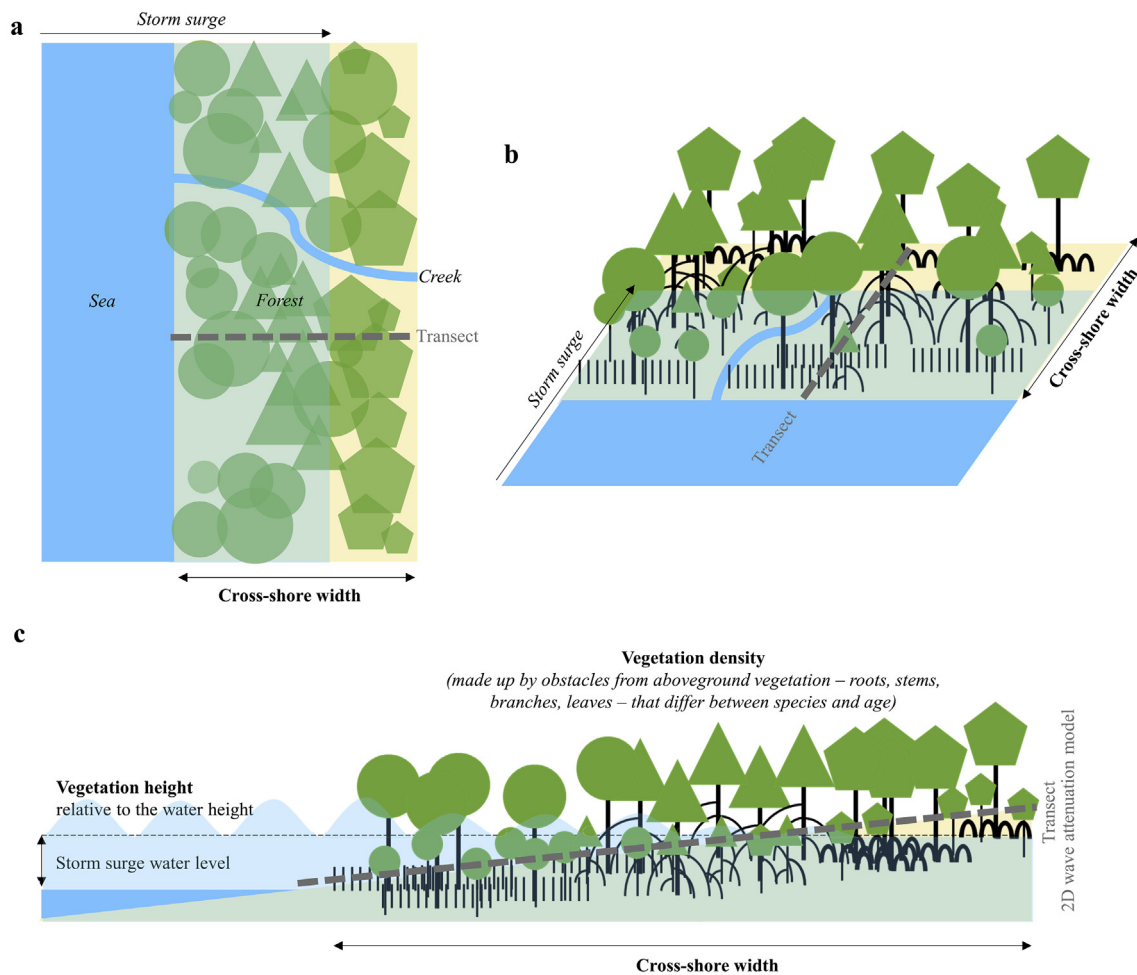 a
Storm surge
Sea
Forest
Creek
Transect
Cross-shore width
b
Storm surge
Transect
Cross-shore width
c
Vegetation density
(made up by obstacles from aboveground vegetation – roots, stems,
branches, leaves – that differ between species and age)
Vegetation height
relative to the water height
Storm surge water level
Transect
2D wave attenuation model
Cross-shore width